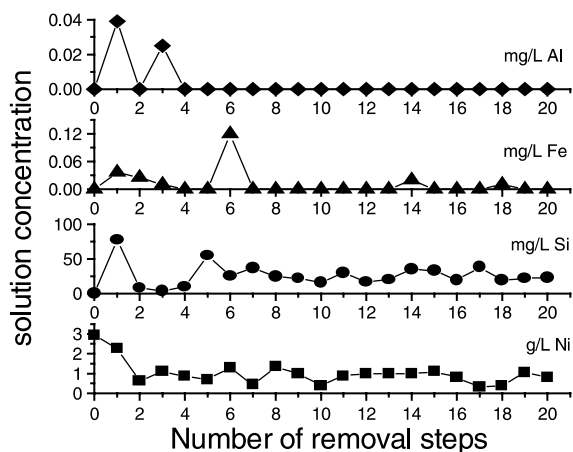 0.04
mg/L Al
0.02
0.00
0 2 4 6 8 10 12 14 16 18 20
0.12
mg/L Fe
0.06
0.00
0 2 4 6 8 10 12 14 16 18 20
100
mg/L Si
50
0
0 2 4 6 8 10 12 14 16 18 20
g/L Ni
3
2
1
0
0 2 4 6 8 10 12 14 16 18 20
solution concentration
Number of removal steps